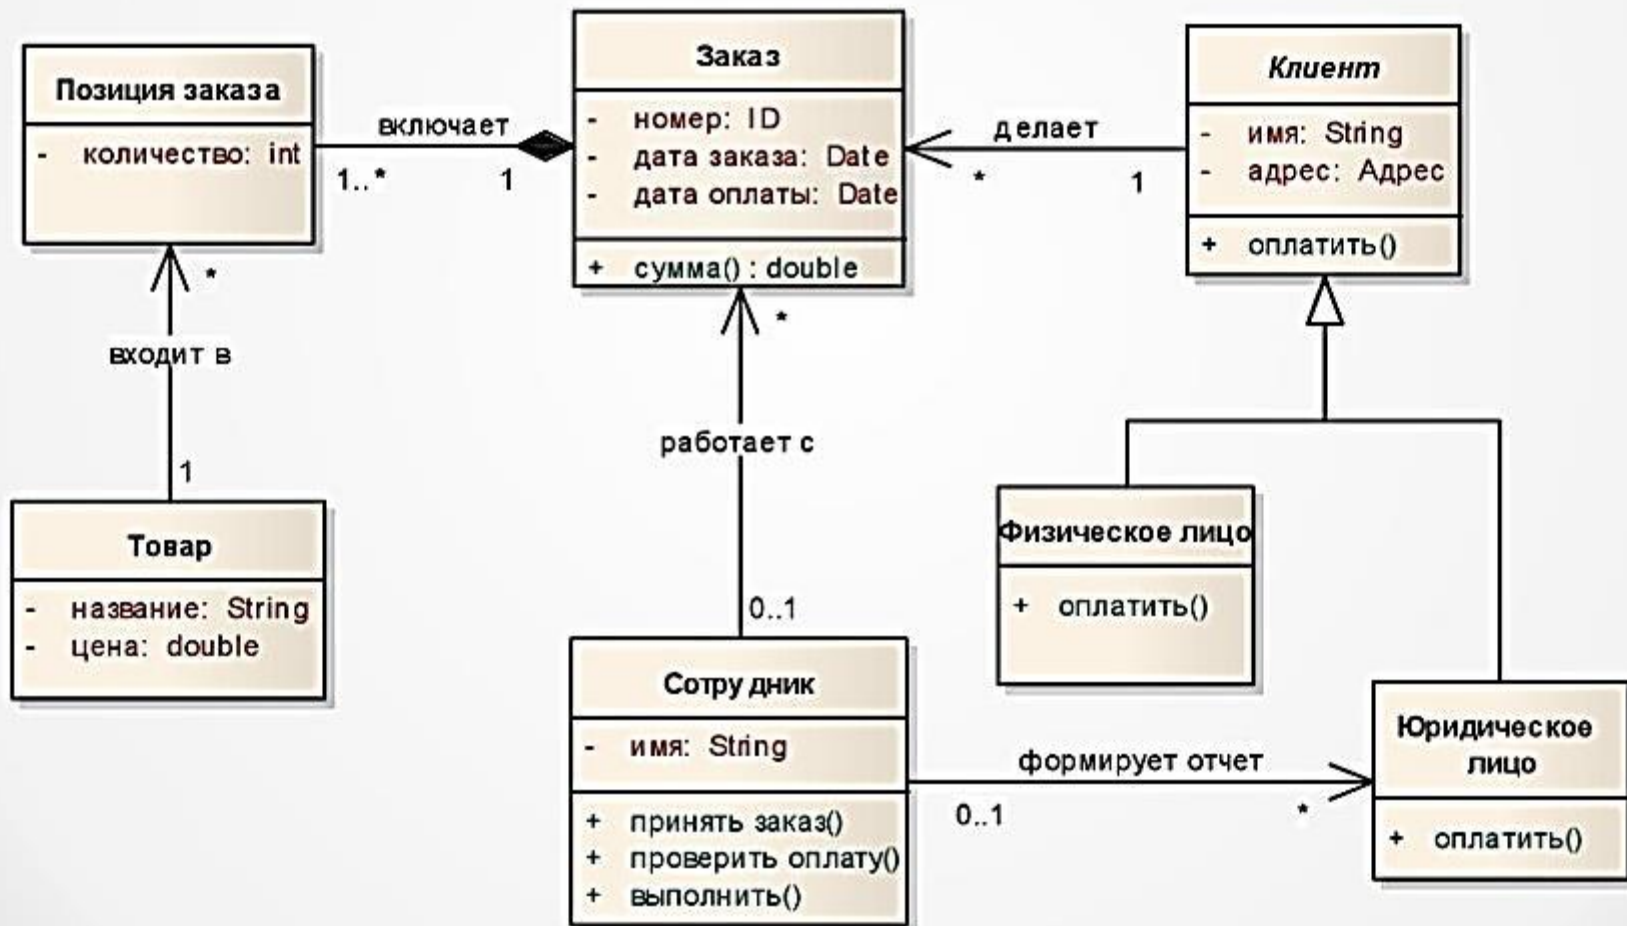 Позиция заказа
- количество: int
включает
1..*
1
Заказ
- номер: ID
- дата заказа: Date
- дата оплаты: Date
+ сумма() : double
делает
*
1
Клиент
- имя: String
- адрес: Адрес
+ оплатить()
*
входит в
1
Товар
- название: String
- цена: double
*
работает с
0..1
Сотрудник
- имя: String
+ принять заказ()
+ проверить оплату()
+ выполнить()
Физическое лицо
+ оплатить()
формирует отчет
0..1
*
Юридическое
лицо
+ оплатить()